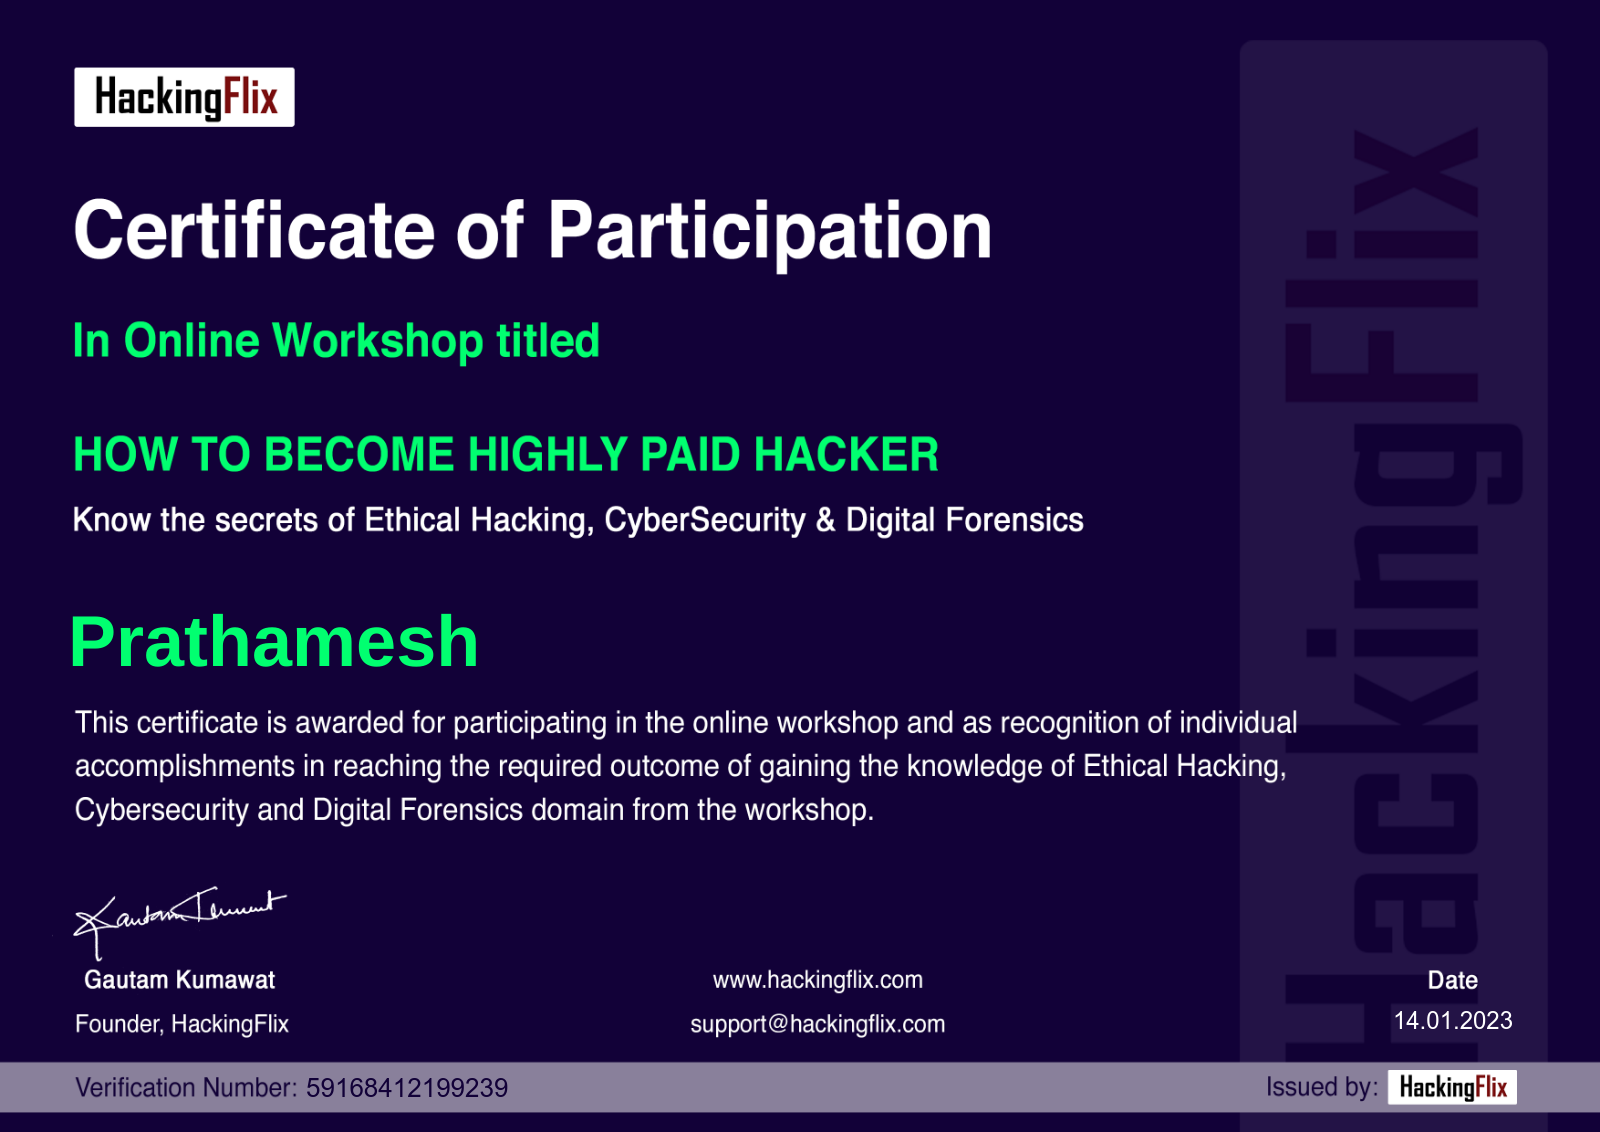 HackingFlix
Certificate of Participation
In Online Workshop titled
HOW TO BECOME HIGHLY PAID HACKER
Know the secrets of Ethical Hacking, CyberSecurity & Digital Forensics
Prathamesh
This certificate is awarded for participating in the online workshop and as recognition of individual
accomplishments in reaching the required outcome of gaining the knowledge of Ethical Hacking,
Cybersecurity and Digital Forensics domain from the workshop.
Gautam Kumawat
Founder, HackingFlix
www.hackingflix.com
support@hackingflix.com
Date
14.01.2023
Verification Number: 59168412199239
Issued by: HackingFlix
HackingFlix